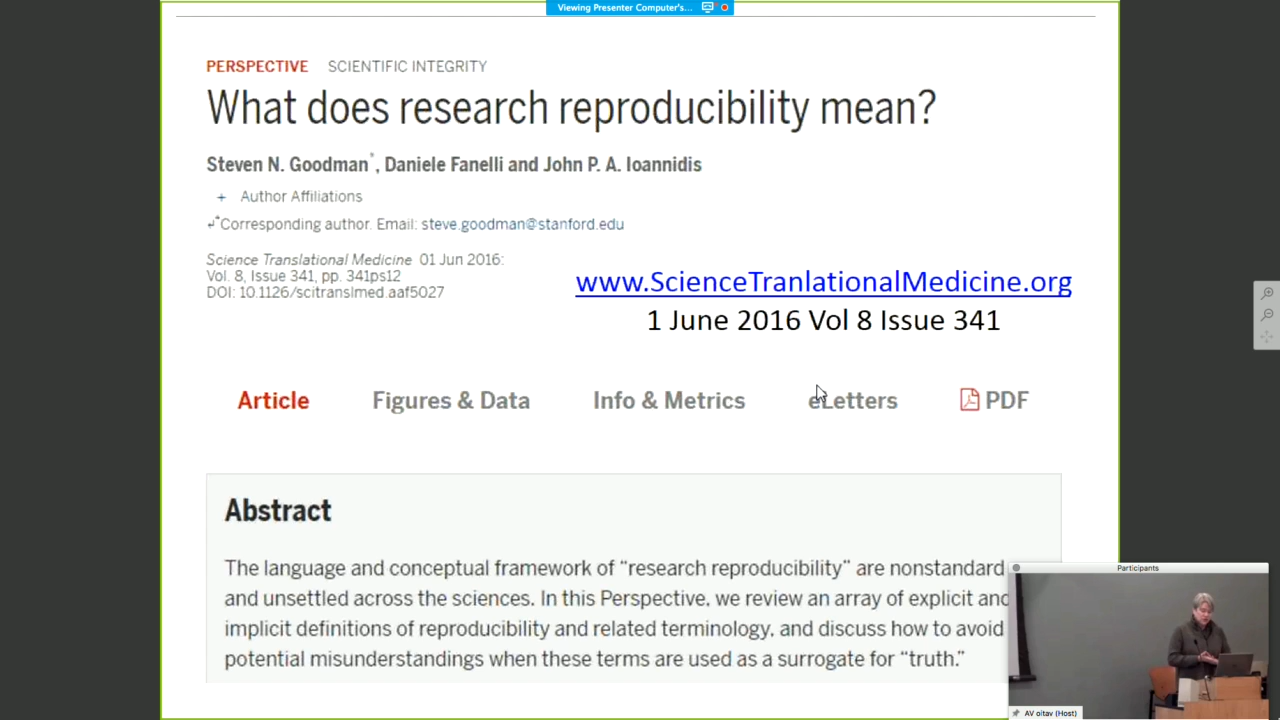 Viewing Presenter Computer's...
PERSPECTIVE SCIENTIFIC INTEGRITY
What does research reproducibility mean?
Steven N. Goodman*, Daniele Fanelli and John P. A. Ioannidis
+ Author Affiliations
↲*Corresponding author. Email: steve.goodman@stanford.edu
Science Translational Medicine 01 Jun 2016:
Vol. 8, Issue 341, pp. 341ps12
DOI: 10.1126/scitranslmed.aaf5027
www.ScienceTranlationalMedicine.org
1 June 2016 Vol 8 Issue 341
Article Figures & Data Info & Metrics eLetters PDF
Abstract
The language and conceptual framework of “research reproducibility” are nonstandard
and unsettled across the sciences. In this Perspective, we review an array of explicit and
implicit definitions of reproducibility and related terminology, and discuss how to avoid
potential misunderstandings when these terms are used as a surrogate for “truth.”
Participants
AV oitav (Host)